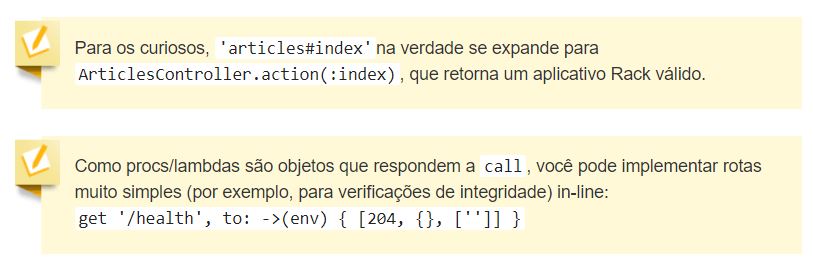 Para os curiosos, 'articles#index' na verdade se expande para
ArticlesController.action(:index), que retorna um aplicativo Rack válido.
Como procs/lambdas são objetos que respondem a call, você pode implementar rotas
muito simples (por exemplo, para verificações de integridade) in-line:
get '/health', to: ->(env) { [204, {}, ['']] }